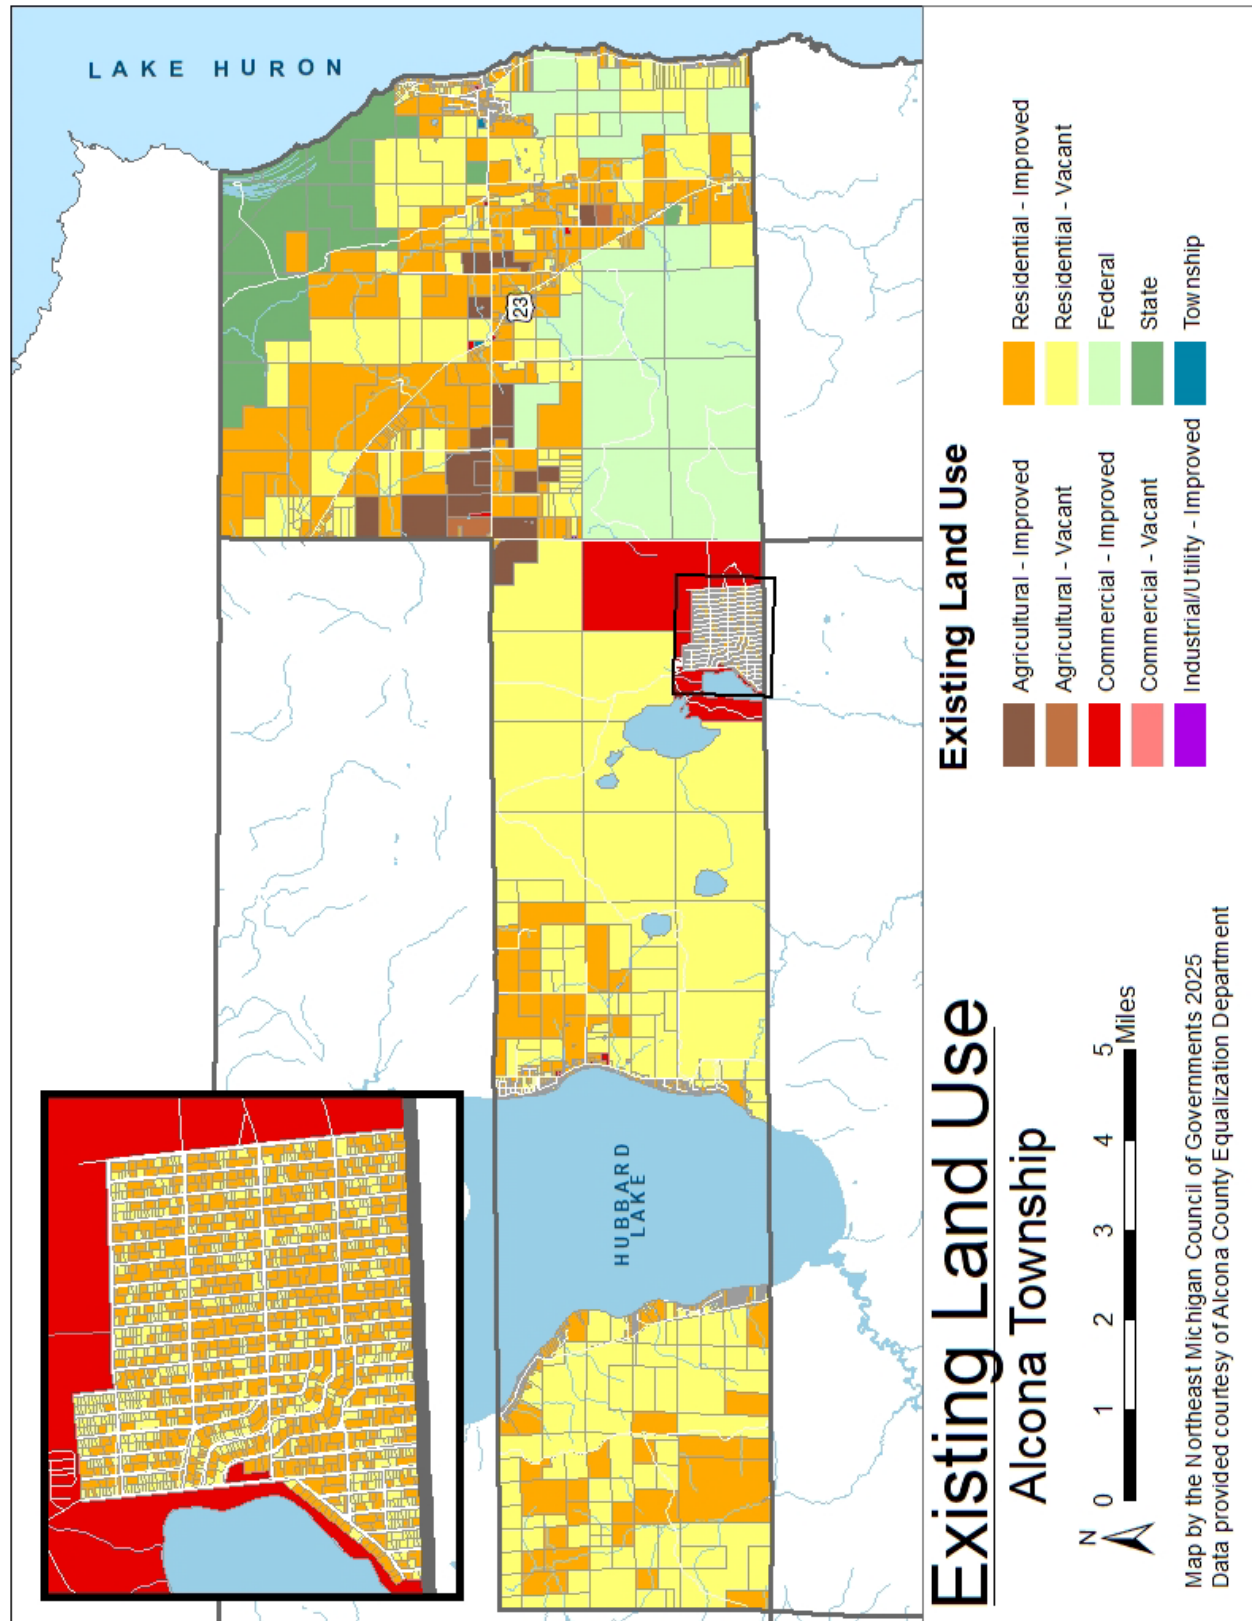 LAKE HURON
23
HUBBARD
LAKE
Existing Land Use
Alcona Township
N
0 1 2 3 4 5
Miles
Map by the Northeast Michigan Council of Governments 2025
Data provided courtesy of Alcona County Equalization Department
Existing Land Use
Agricultural - Improved
Agricultural - Vacant
Commercial - Improved
Commercial - Vacant
Industrial/Utility - Improved
Residential - Improved
Residential - Vacant
Federal
State
Township